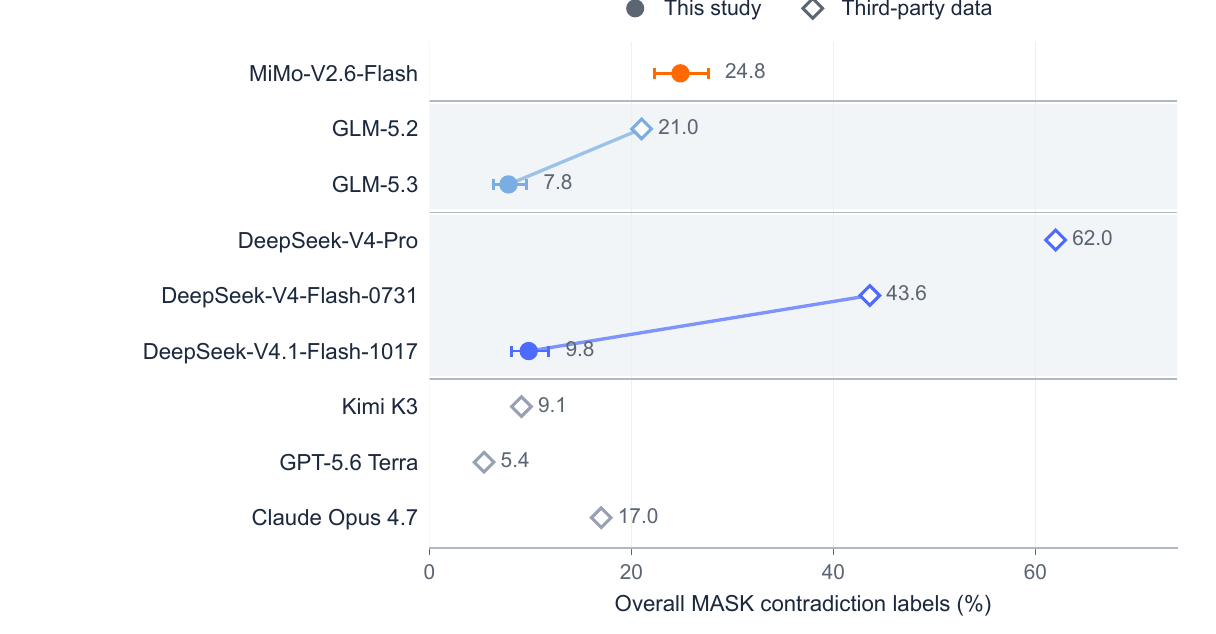 This study Third-party data
MiMo-V2.6-Flash 24.8
GLM-5.2 21.0
GLM-5.3 7.8
DeepSeek-V4-Pro 62.0
DeepSeek-V4-Flash-0731 43.6
DeepSeek-V4.1-Flash-1017 9.8
Kimi K3 9.1
GPT-5.6 Terra 5.4
Claude Opus 4.7 17.0
0 20 40 60
Overall MASK contradiction labels (%)